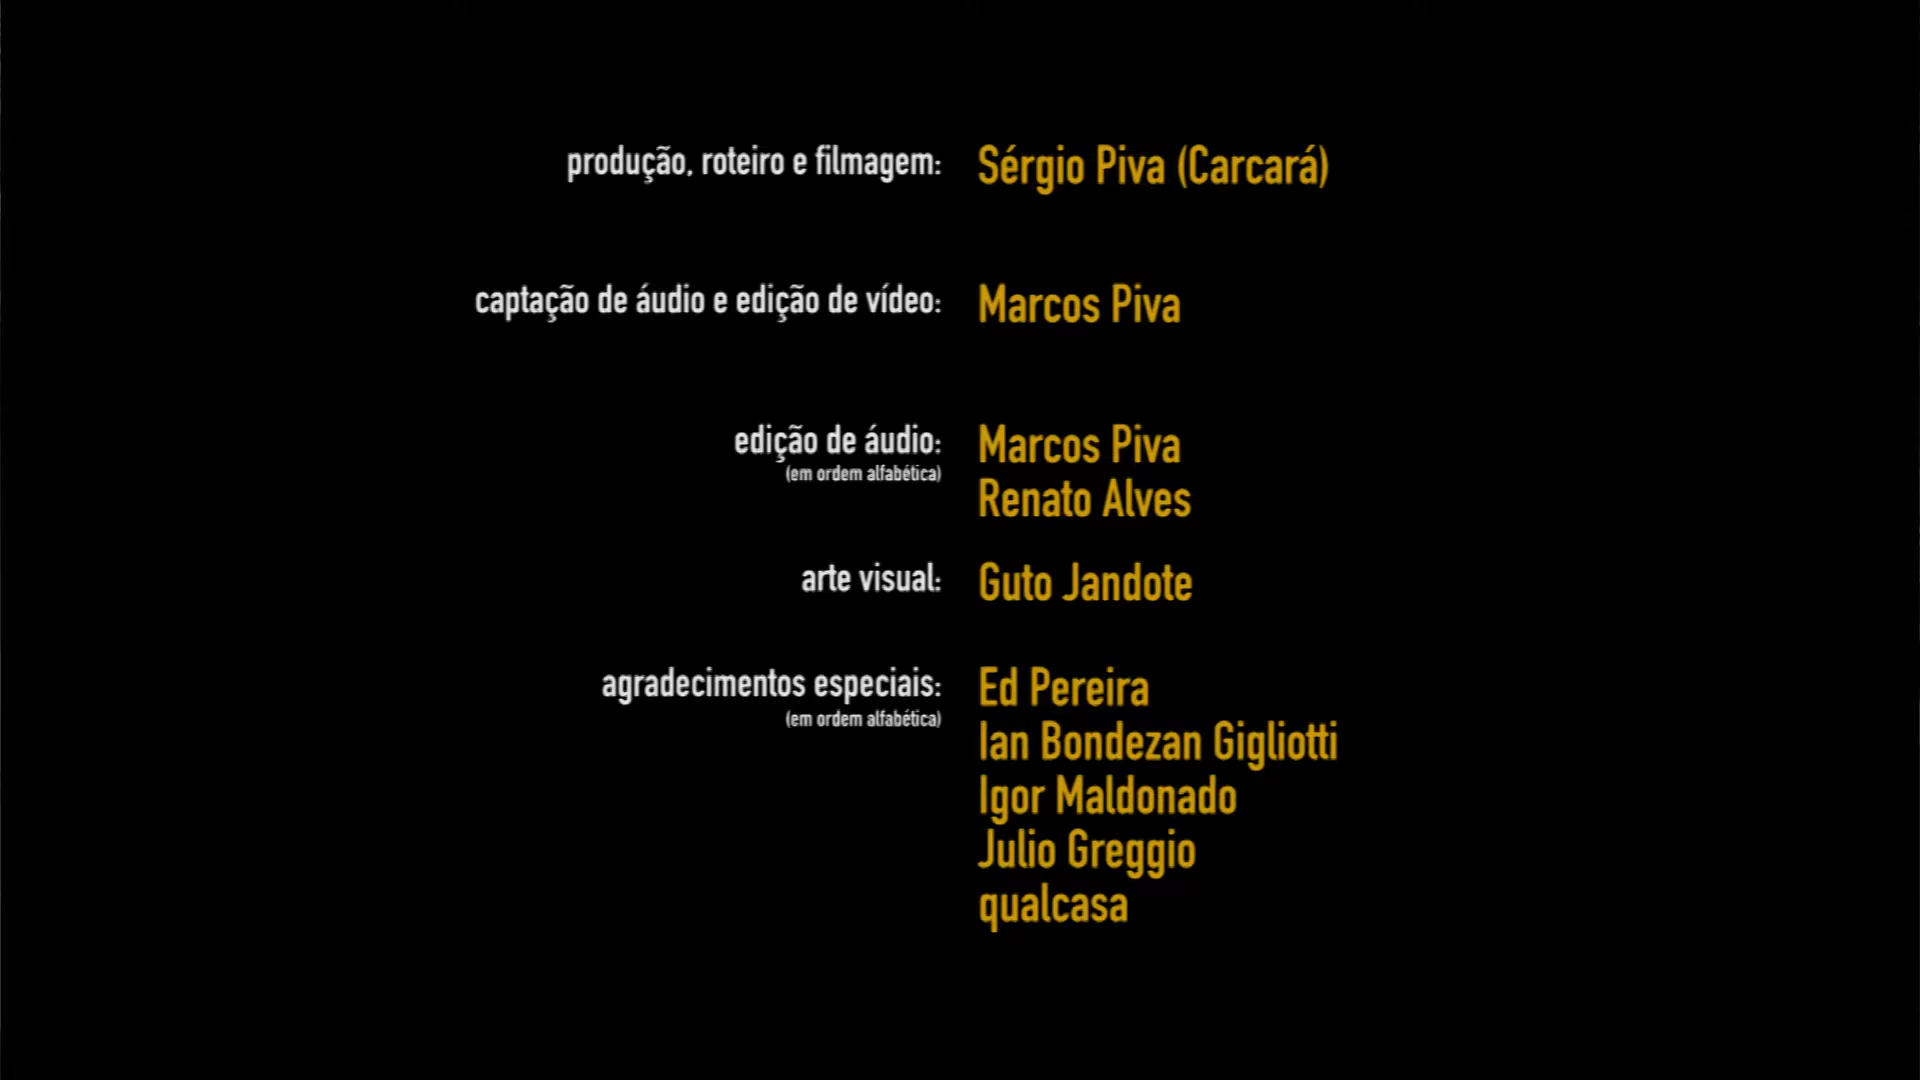 produção, roteiro e filmagem: Sérgio Piva (Carcará)
captação de áudio e edição de vídeo: Marcos Piva
edição de áudio: Marcos Piva
(em ordem alfabética)
Renato Alves
arte visual: Guto Jandote
agradecimentos especiais: Ed Pereira
(em ordem alfabética)
Ian Bondezan Gigliotti
Igor Maldonado
Julio Greggio
qualcasa